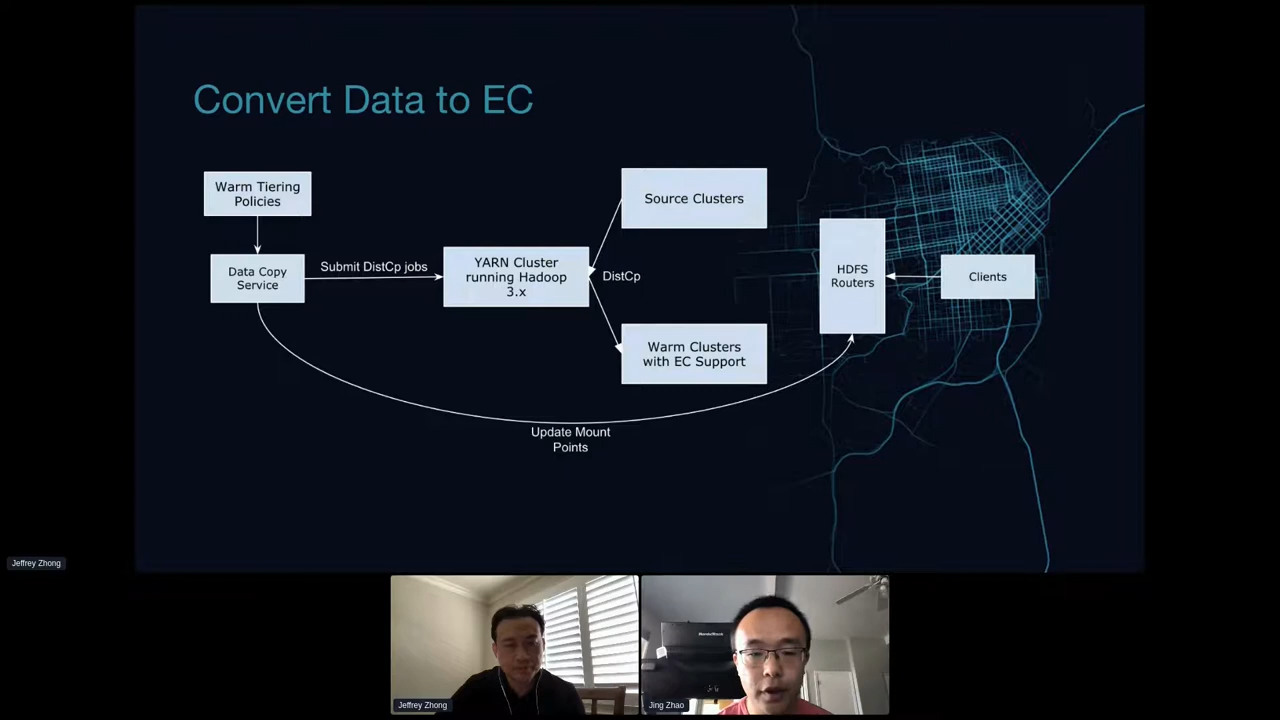 Convert Data to EC
Warm Tiering
Policies
Source Clusters
Data Copy
Service
Submit DistCp jobs
YARN Cluster
running Hadoop
3.x
DistCp
HDFS
Routers
Clients
Warm Clusters
with EC Support
Update Mount
Points
Jeffrey Zhong
Jeffrey Zhong
Jing Zhao